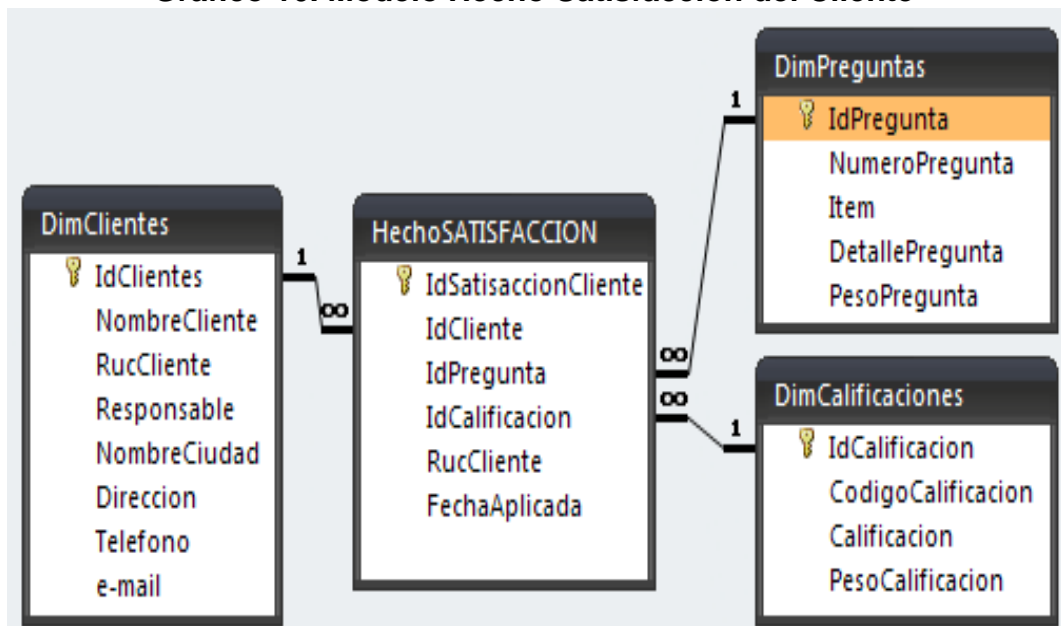 DimPreguntas
IdPregunta
NumeroPregunta
Item
DetallePregunta
PesoPregunta
DimClientes
IdClientes
NombreCliente
RucCliente
Responsable
NombreCiudad
Direccion
Telefono
e-mail
HechoSATISFACCION
IdSatisaccionCliente
IdCliente
IdPregunta
IdCalificacion
RucCliente
FechaAplicada
DimCalificaciones
IdCalificacion
CodigoCalificacion
Calificacion
PesoCalificacion
1
∞
1
∞
∞
1